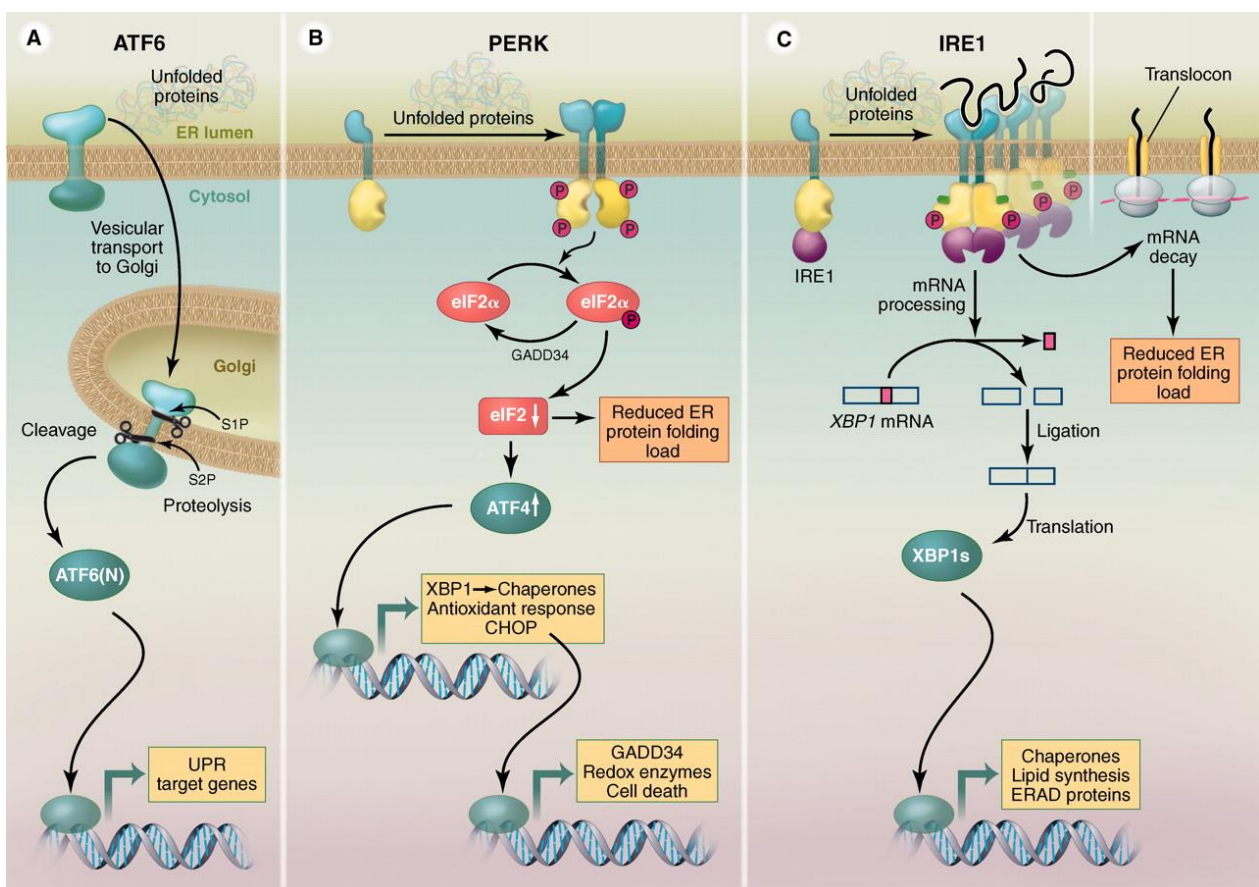 A
ATF6
Unfolded
proteins
ER lumen
Cytosol
Vesicular
transport
to Golgi
Golgi
Cleavage
S1P
S2P
Proteolysis
ATF6(N)
UPR
target genes
B
PERK
Unfolded proteins
P
P
P
P
eIF2α
eIF2α
P
GADD34
eIF2
Reduced ER
protein folding
load
ATF4
XBP1 → Chaperones
Antioxidant response
CHOP
GADD34
Redox enzymes
Cell death
C
IRE1
Unfolded
proteins
Translocon
P
P
P
P
IRE1
mRNA
processing
mRNA
decay
Reduced ER
protein folding
load
XBP1 mRNA
Ligation
Translation
XBP1s
Chaperones
Lipid synthesis
ERAD proteins